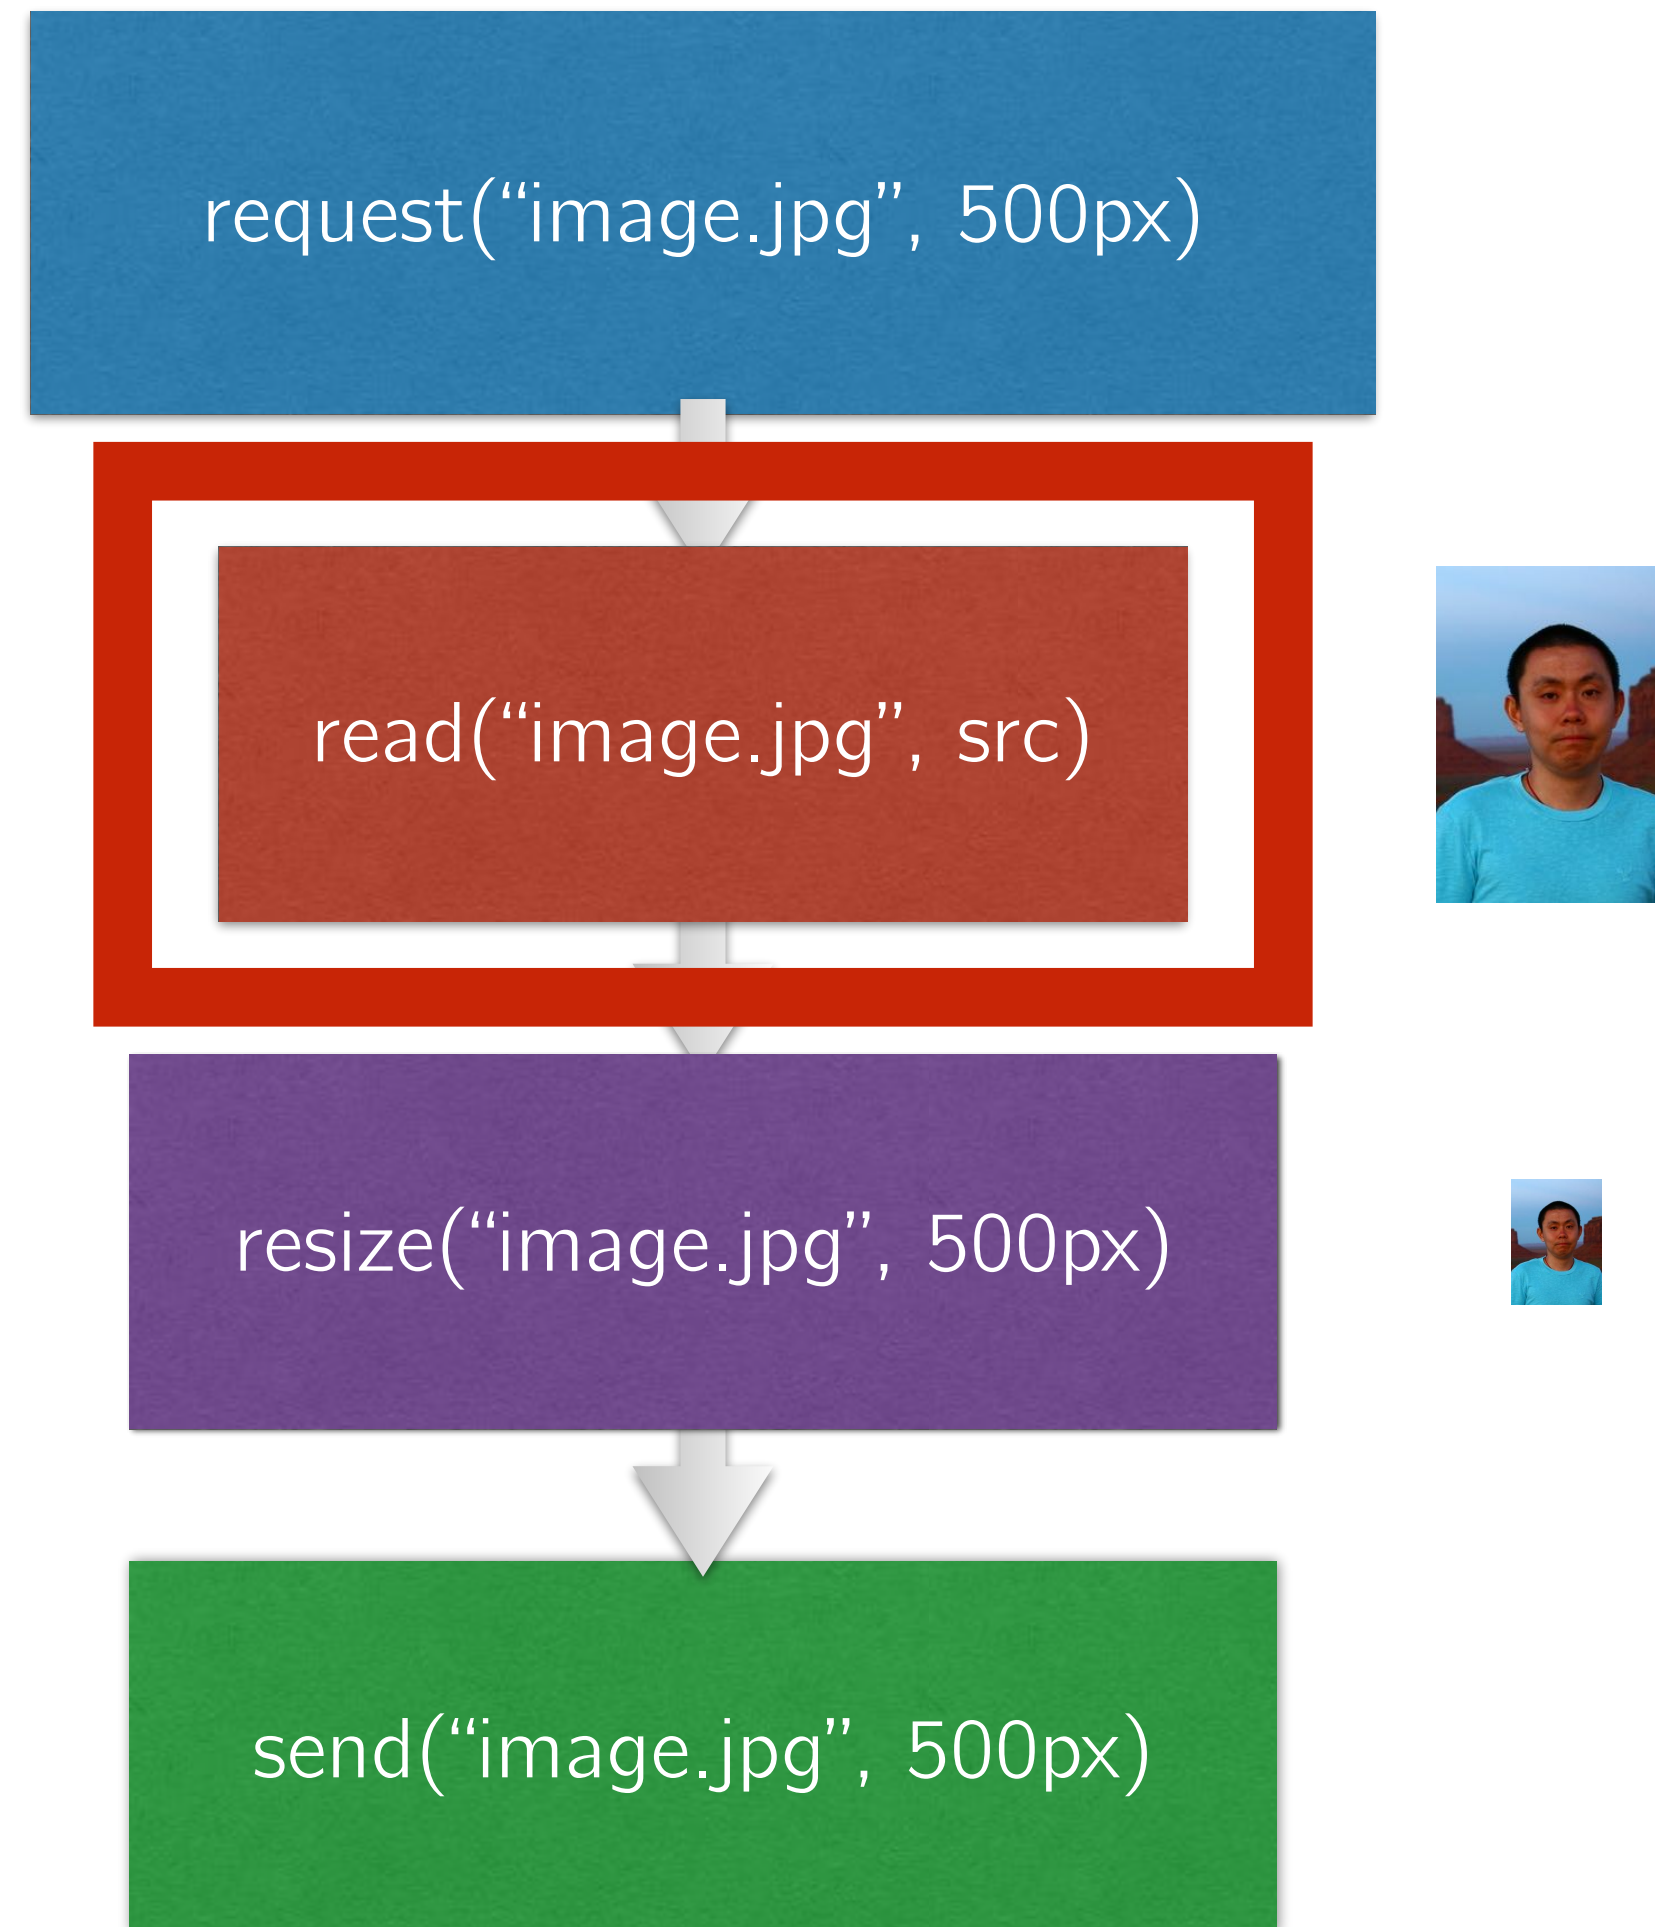 request(“image.jpg”, 500px)
read(“image.jpg”, src)
resize(“image.jpg”, 500px)
send(“image.jpg”, 500px)